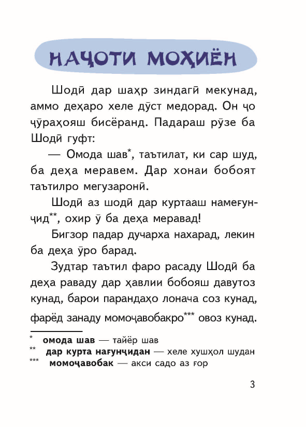 НАҶОТИ МОҲИЁН
Шодӣ дар шаҳр зиндагӣ мекунад,
аммо деҳаро хеле дӯст медорад. Он ҷо
ҷӯраҳояш бисёранд. Падараш рӯзе ба
Шодӣ гуфт:
— Омода шав*, таътилат, ки сар шуд,
ба деҳа меравем. Дар хонаи бобоят
таътилро мегузаронӣ.
Шодӣ аз шодӣ дар куртааш намеғун-
ҷид**, охир ӯ ба деҳа меравад!
Бигзор падар дучарха нахарад, лекин
ба деҳа ӯро барад.
Зудтар таътил фаро расаду Шодӣ ба
деҳа раваду дар ҳавлии бобояш давутоз
кунад, барои парандаҳо лонача соз кунад,
фарёд занаду момоҷавобакро*** овоз кунад.
* омода шав — тайёр шав
** дар курта нағунҷидан — хеле хушҳол шудан
*** момоҷавобак — акси садо аз ғор
3